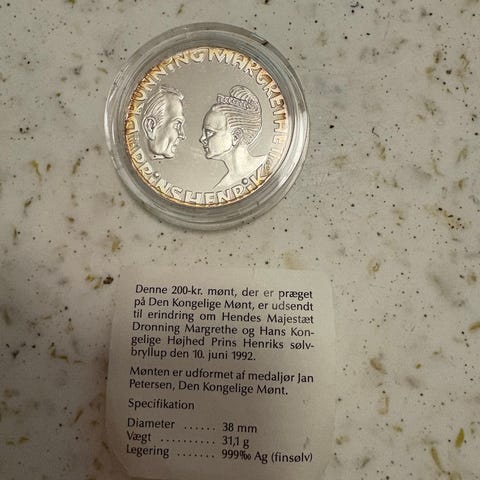 DRONNING MARGRETHE II
PRINS HENRIK
Denne 200-kr. mønt, der er præget
på Den Kongelige Mønt, er udsendt
til erindring om Hendes Majestæt
Dronning Margrethe og Hans Kon-
gelige Højhed Prins Henriks sølv-
bryllup den 10. juni 1992.
Mønten er udformet af medaljør Jan
Petersen, Den Kongelige Mønt.
Specifikation
Diameter ...... 38 mm
Vægt .......... 31,1 g
Legering ....... 999‰ Ag (finsølv)